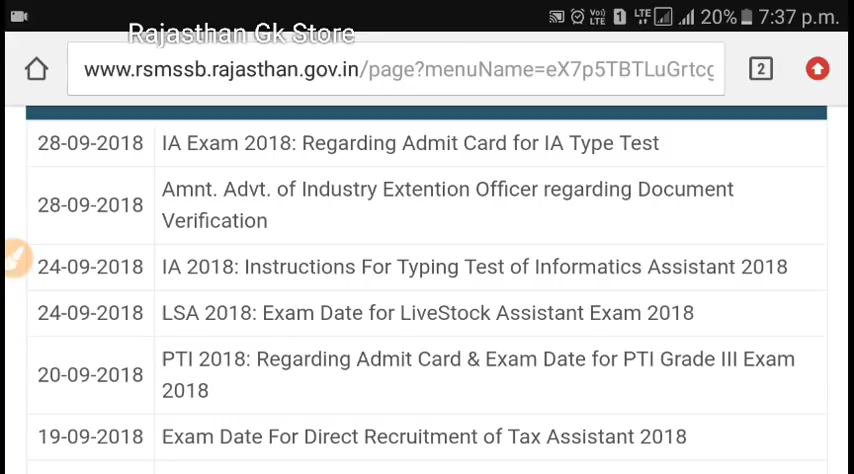 20% 7:37 p.m.
Rajasthan Gk Store
www.rsmssb.rajasthan.gov.in/page?menuName=eX7p5TBTLuGrtcg
2
28-09-2018 IA Exam 2018: Regarding Admit Card for IA Type Test
28-09-2018 Amnt. Advt. of Industry Extention Officer regarding Document
Verification
24-09-2018 IA 2018: Instructions For Typing Test of Informatics Assistant 2018
24-09-2018 LSA 2018: Exam Date for LiveStock Assistant Exam 2018
20-09-2018 PTI 2018: Regarding Admit Card & Exam Date for PTI Grade III Exam
2018
19-09-2018 Exam Date For Direct Recruitment of Tax Assistant 2018